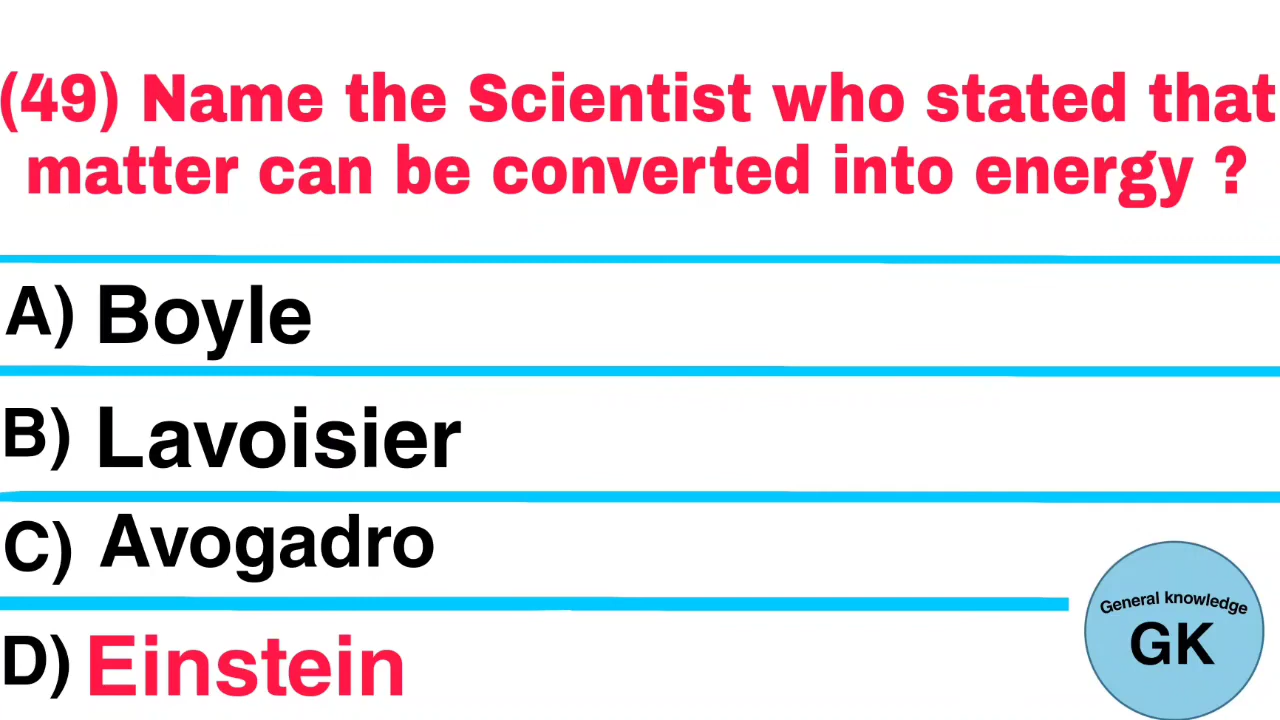 (49) Name the Scientist who stated that
matter can be converted into energy ?
A) Boyle
B) Lavoisier
C) Avogadro
D) Einstein
General knowledge
GK